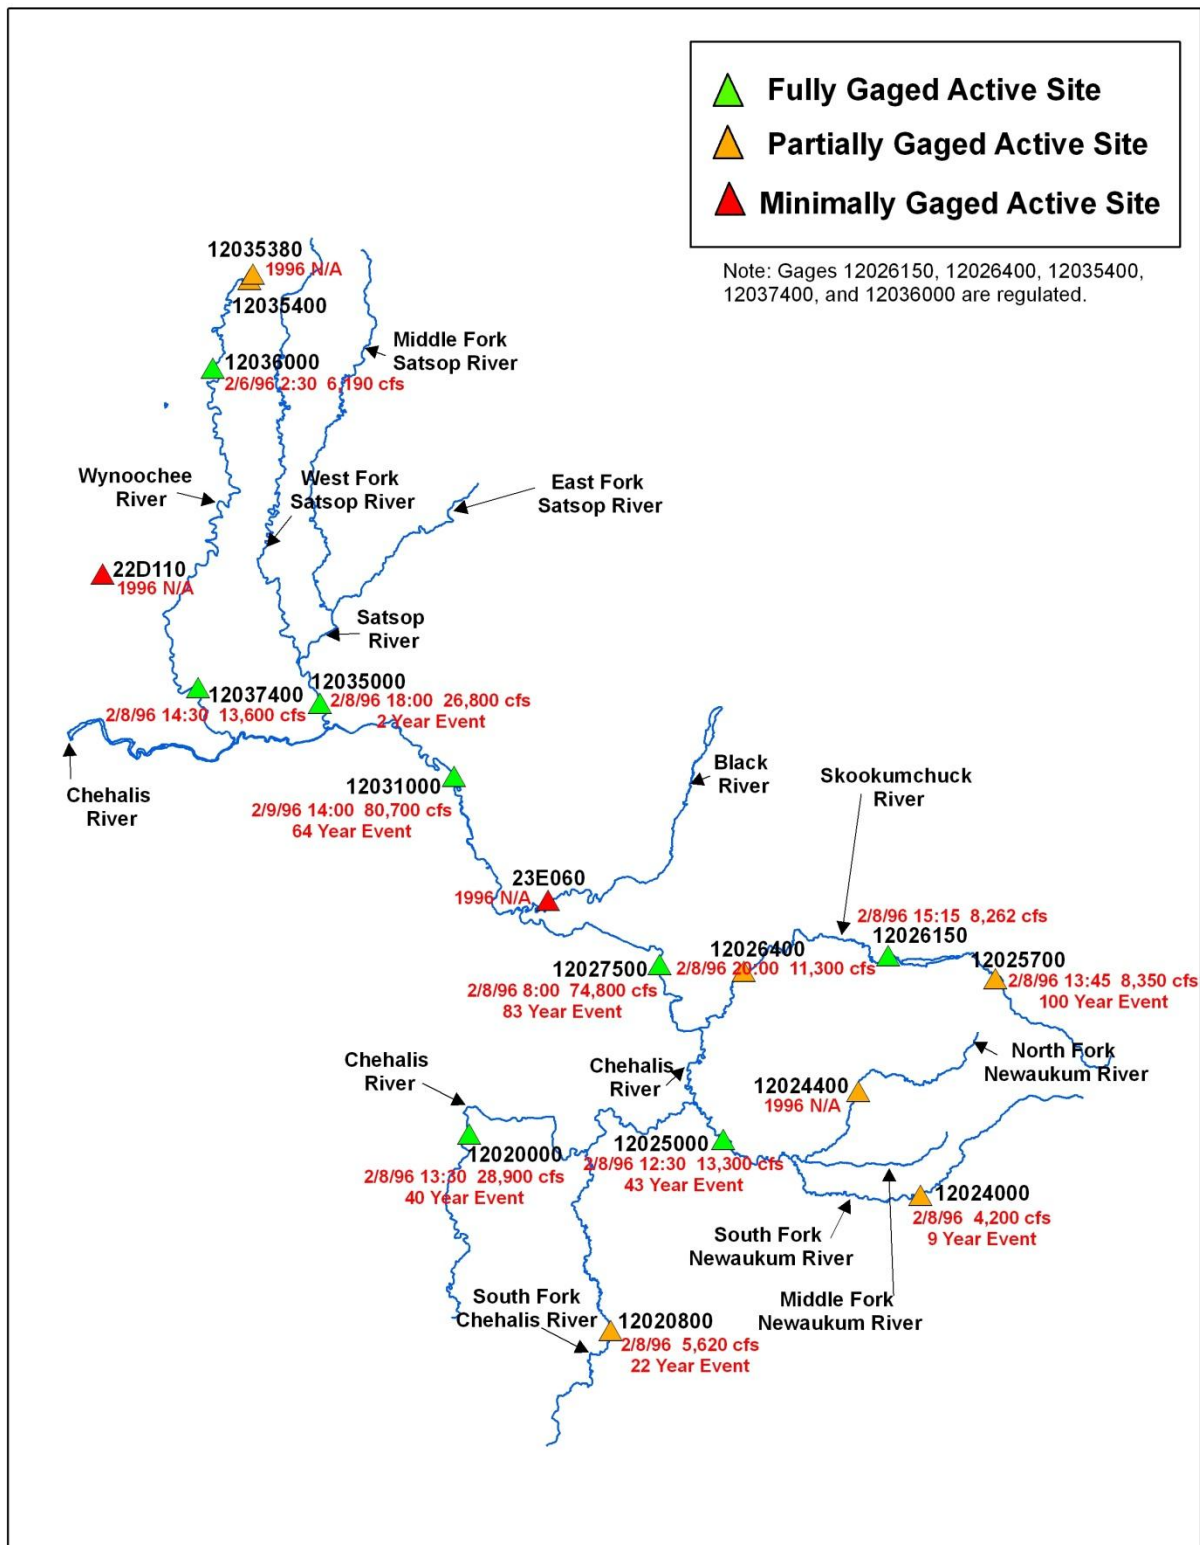 Fully Gaged Active Site
Partially Gaged Active Site
Minimally Gaged Active Site
Note: Gages 12026150, 12026400, 12035400,
12037400, and 12036000 are regulated.
12035380
1996 N/A
12035400
Middle Fork
Satsop River
12036000
2/6/96 2:30 6,190 cfs
Wynoochee
River
West Fork
Satsop River
East Fork
Satsop River
22D110
1996 N/A
Satsop
River
12037400
2/8/96 14:30 13,600 cfs
12035000
2/8/96 18:00 26,800 cfs
2 Year Event
Chehalis
River
12031000
2/9/96 14:00 80,700 cfs
64 Year Event
Black
River
Skookumchuck
River
23E060
1996 N/A
2/8/96 15:15 8,262 cfs
12026150
12026400
2/8/96 20:00 11,300 cfs
12025700
2/8/96 13:45 8,350 cfs
100 Year Event
12027500
2/8/96 8:00 74,800 cfs
83 Year Event
Chehalis
River
Chehalis
River
North Fork
Newaukum River
12024400
1996 N/A
12020000
2/8/96 13:30 28,900 cfs
40 Year Event
12025000
2/8/96 12:30 13,300 cfs
43 Year Event
12024000
2/8/96 4,200 cfs
9 Year Event
South Fork
Newaukum River
Middle Fork
Newaukum River
South Fork
Chehalis River
12020800
2/8/96 5,620 cfs
22 Year Event